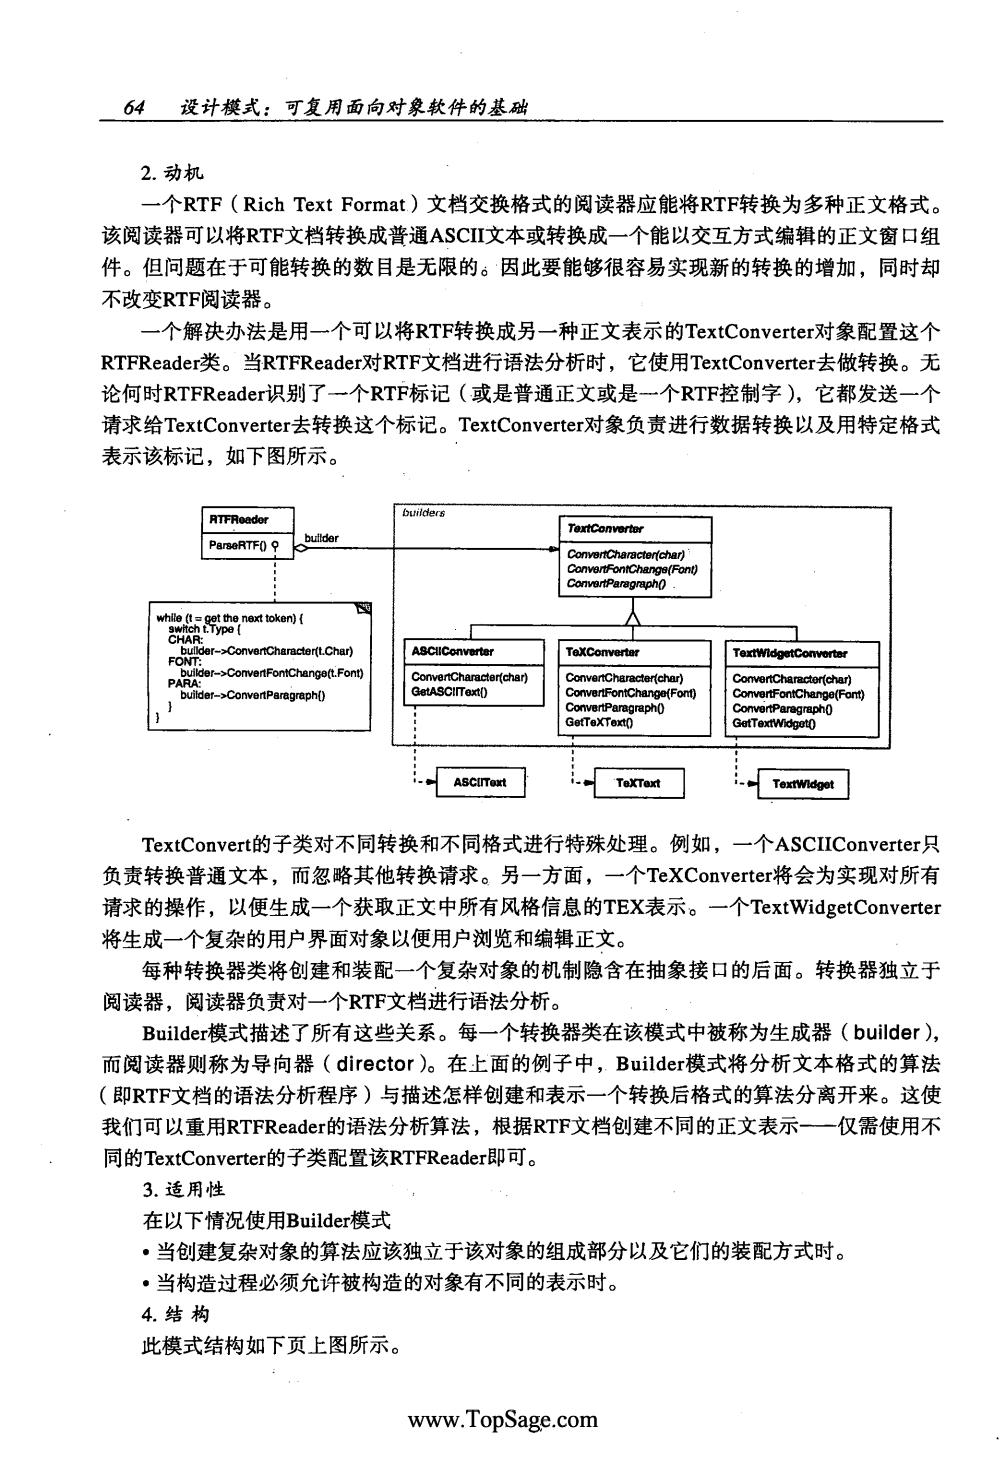 64 设计模式：可复用面向对象软件的基础
2. 动机
一个RTF（Rich Text Format）文档交换格式的阅读器应能将RTF转换为多种正文格式。
该阅读器可以将RTF文档转换成普通ASCII文本或转换成一个能以交互方式编辑的正文窗口组
件。但问题在于可能转换的数目是无限的。因此要能够很容易实现新的转换的增加，同时却
不改变RTF阅读器。
一个解决办法是用一个可以将RTF转换成另一种正文表示的TextConverter对象配置这个
RTFReader类。当RTFReader对RTF文档进行语法分析时，它使用TextConverter去做转换。无
论何时RTFReader识别了一个RTF标记（或是普通正文或是一个RTF控制字），它都发送一个
请求给TextConverter去转换这个标记。TextConverter对象负责进行数据转换以及用特定格式
表示该标记，如下图所示。
RTFReader
ParseRTF()
builder
while (t = get the next token) {
switch t.Type {
CHAR:
builder->ConvertCharacter(t.Char)
FONT:
builder->ConvertFontChange(t.Font)
PARA:
builder->ConvertParagraph()
}
}
builders
TextConverter
ConvertCharacter(char)
ConvertFontChange(Font)
ConvertParagraph()
ASCIIConverter
ConvertCharacter(char)
GetASCIIText()
TeXConverter
ConvertCharacter(char)
ConvertFontChange(Font)
ConvertParagraph()
GetTeXText()
TextWidgetConverter
ConvertCharacter(char)
ConvertFontChange(Font)
ConvertParagraph()
GetTextWidget()
ASCIIText
TeXText
TextWidget
TextConvert的子类对不同转换和不同格式进行特殊处理。例如，一个ASCIIConverter只
负责转换普通文本，而忽略其他转换请求。另一方面，一个TeXConverter将会为实现对所有
请求的操作，以便生成一个获取正文中所有风格信息的TEX表示。一个TextWidgetConverter
将生成一个复杂的用户界面对象以便用户浏览和编辑正文。
每种转换器类将创建和装配一个复杂对象的机制隐含在抽象接口的后面。转换器独立于
阅读器，阅读器负责对一个RTF文档进行语法分析。
Builder模式描述了所有这些关系。每一个转换器类在该模式中被称为生成器（builder），
而阅读器则称为导向器（director）。在上面的例子中，Builder模式将分析文本格式的算法
（即RTF文档的语法分析程序）与描述怎样创建和表示一个转换后格式的算法分离开来。这使
我们可以重用RTFReader的语法分析算法，根据RTF文档创建不同的正文表示——仅需使用不
同的TextConverter的子类配置该RTFReader即可。
3. 适用性
在以下情况使用Builder模式
• 当创建复杂对象的算法应该独立于该对象的组成部分以及它们的装配方式时。
• 当构造过程必须允许被构造的对象有不同的表示时。
4. 结 构
此模式结构如下页上图所示。
www.TopSage.com